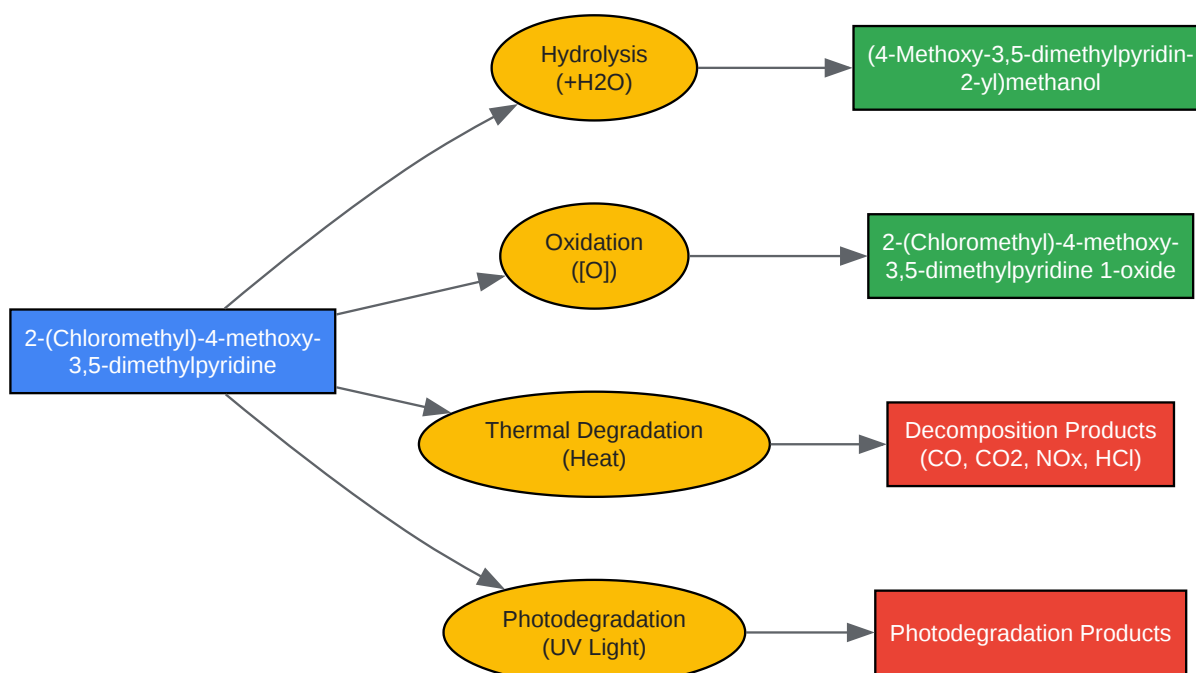 Hydrolysis
(+H2O)
(4-Methoxy-3,5-dimethylpyridin-
2-yl)methanol
Oxidation
([O])
2-(Chloromethyl)-4-methoxy-
3,5-dimethylpyridine 1-oxide
2-(Chloromethyl)-4-methoxy-
3,5-dimethylpyridine
Thermal Degradation
(Heat)
Decomposition Products
(CO, CO2, NOx, HCl)
Photodegradation
(UV Light)
Photodegradation Products